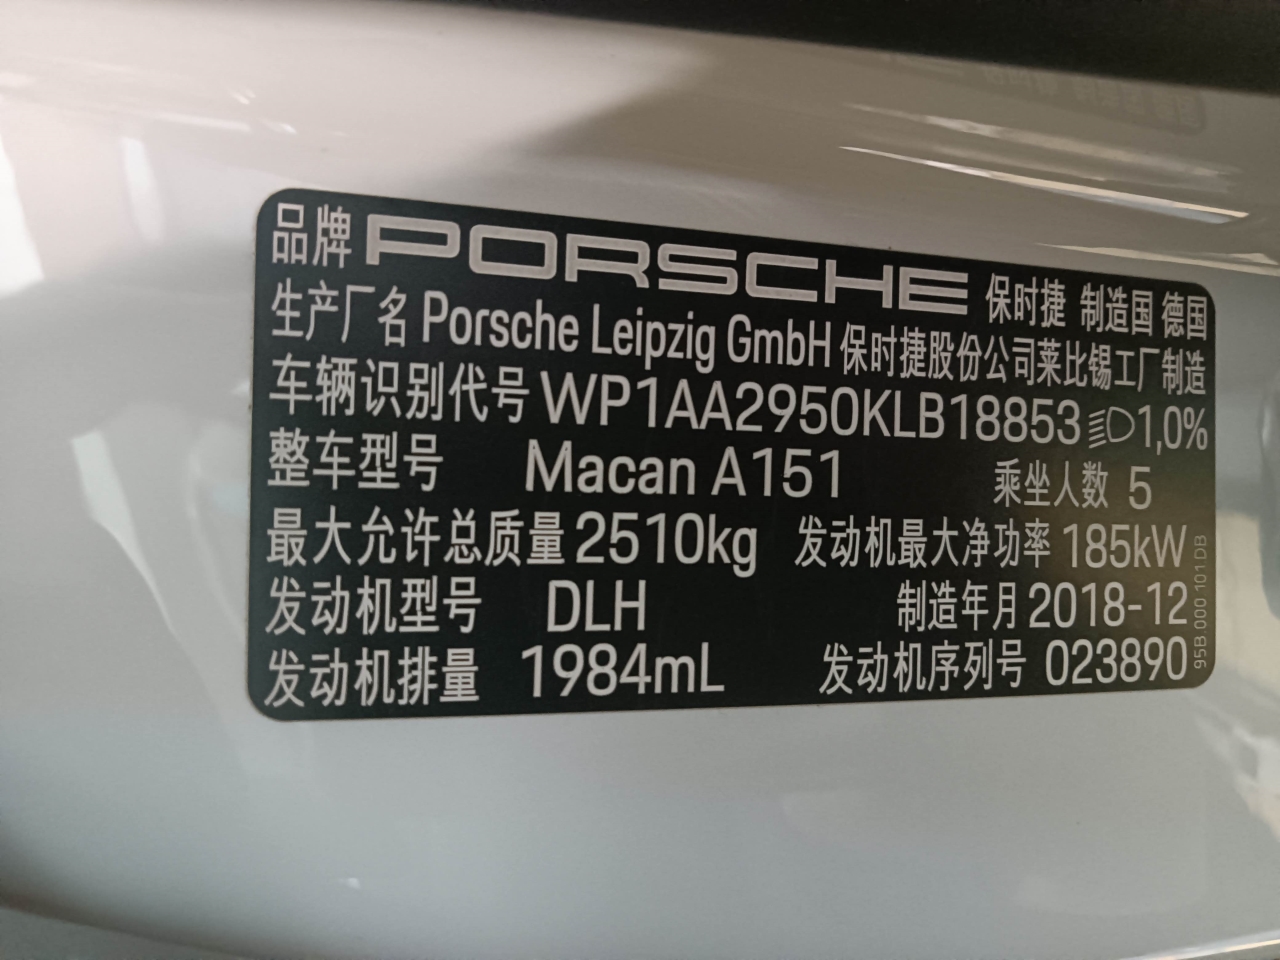 品牌 PORSCHE 保时捷 制造国 德国
生产厂名 Porsche Leipzig GmbH 保时捷股份公司莱比锡工厂制造
车辆识别代号 WP1AA2950KLB18853 1,0%
整车型号 Macan A151 乘坐人数 5
最大允许总质量 2510kg 发动机最大净功率 185kW
发动机型号 DLH 制造年月 2018-12
发动机排量 1984mL 发动机序列号 023890
95B.000 101 DB